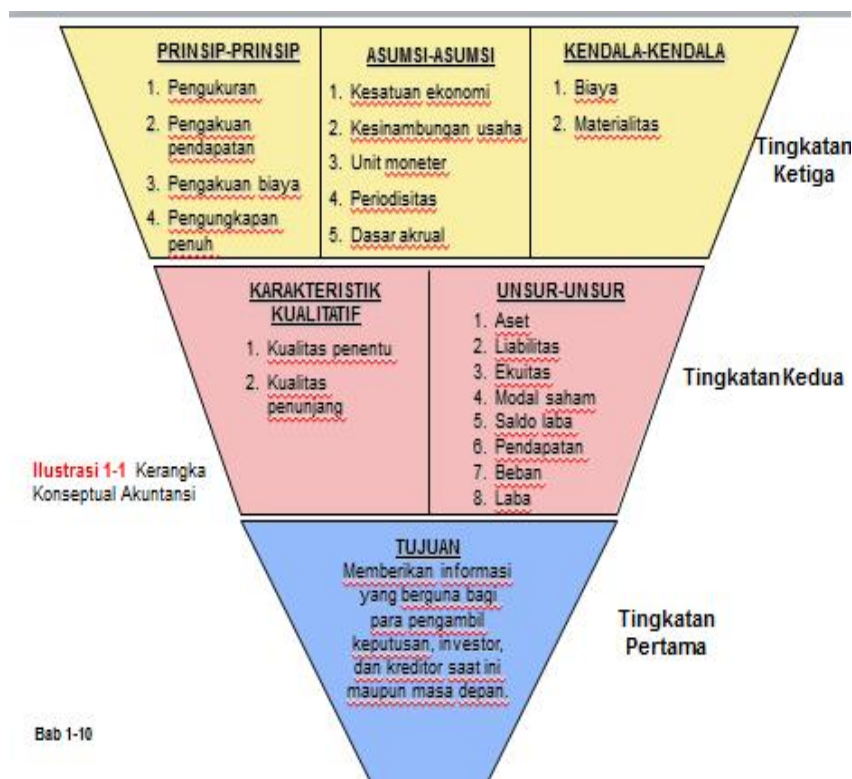 PRINSIP-PRINSIP
1. Pengukuran
2. Pengakuan
pendapatan
3. Pengakuan biaya
4. Pengungkapan
penuh
ASUMSI-ASUMSI
1. Kesatuan ekonomi
2. Kesinambungan usaha
3. Unit moneter
4. Periodisitas
5. Dasar akrual
KENDALA-KENDALA
1. Biaya
2. Materialitas
Tingkatan
Ketiga
KARAKTERISTIK
KUALITATIF
1. Kualitas penentu
2. Kualitas
penunjang
UNSUR-UNSUR
1. Aset
2. Liabilitas
3. Ekuitas
4. Modal saham
5. Saldo laba
6. Pendapatan
7. Beban
8. Laba
Tingkatan Kedua
Ilustrasi 1-1 Kerangka
Konseptual Akuntansi
TUJUAN
Memberikan informasi
yang berguna bagi
para pengambil
keputusan, investor,
dan kreditor saat ini
maupun masa depan.
Tingkatan
Pertama
Bab 1-10